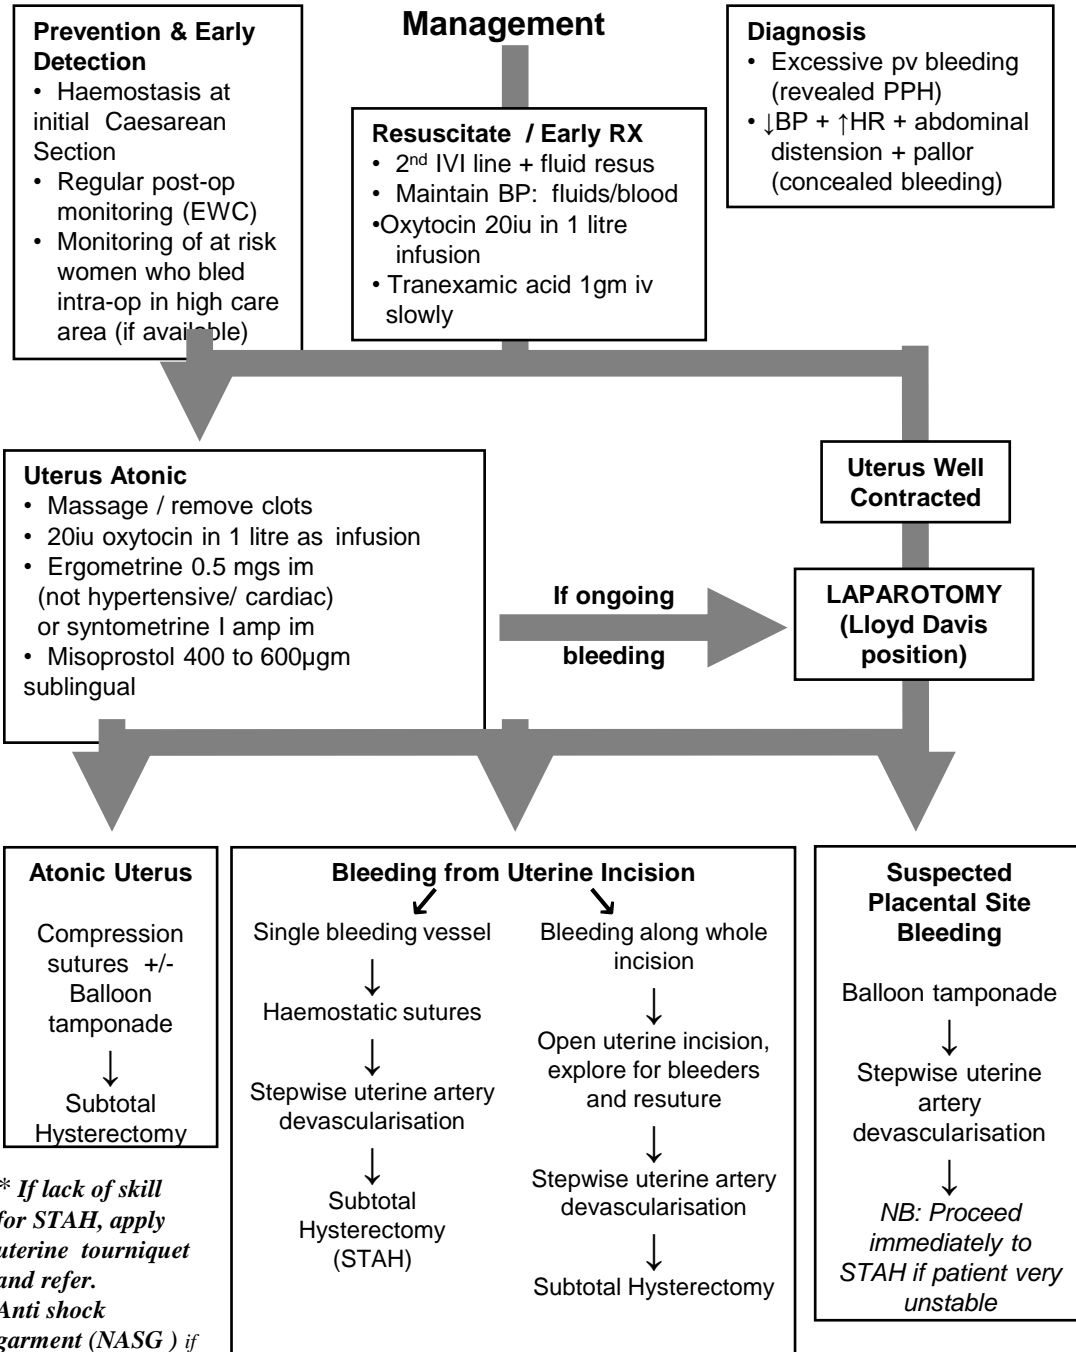 Management
Prevention & Early
Detection
• Haemostasis at
initial Caesarean
Section
• Regular post-op
monitoring (EWC)
• Monitoring of at risk
women who bled
intra-op in high care
area (if available)
Resuscitate / Early RX
• 2nd IVI line + fluid resus
• Maintain BP: fluids/blood
•Oxytocin 20iu in 1 litre
infusion
• Tranexamic acid 1gm iv
slowly
Diagnosis
• Excessive pv bleeding
(revealed PPH)
• ↓BP + ↑HR + abdominal
distension + pallor
(concealed bleeding)
Uterus Atonic
• Massage / remove clots
• 20iu oxytocin in 1 litre as infusion
• Ergometrine 0.5 mgs im
(not hypertensive/ cardiac)
or syntometrine I amp im
• Misoprostol 400 to 600µgm
sublingual
If ongoing
bleeding
Uterus Well
Contracted
LAPAROTOMY
(Lloyd Davis
position)
Atonic Uterus
Compression
sutures +/-
Balloon
tamponade
↓
Subtotal
Hysterectomy
Bleeding from Uterine Incision
Single bleeding vessel
↓
Haemostatic sutures
↓
Stepwise uterine artery
devascularisation
↓
Subtotal
Hysterectomy
(STAH)
Bleeding along whole
incision
↓
Open uterine incision,
explore for bleeders
and resuture
↓
Stepwise uterine artery
devascularisation
↓
Subtotal Hysterectomy
Suspected
Placental Site
Bleeding
Balloon tamponade
↓
Stepwise uterine
artery
devascularisation
↓
NB: Proceed
immediately to
STAH if patient very
unstable
* If lack of skill
for STAH, apply
uterine tourniquet
and refer.
Anti shock
garment (NASG ) if